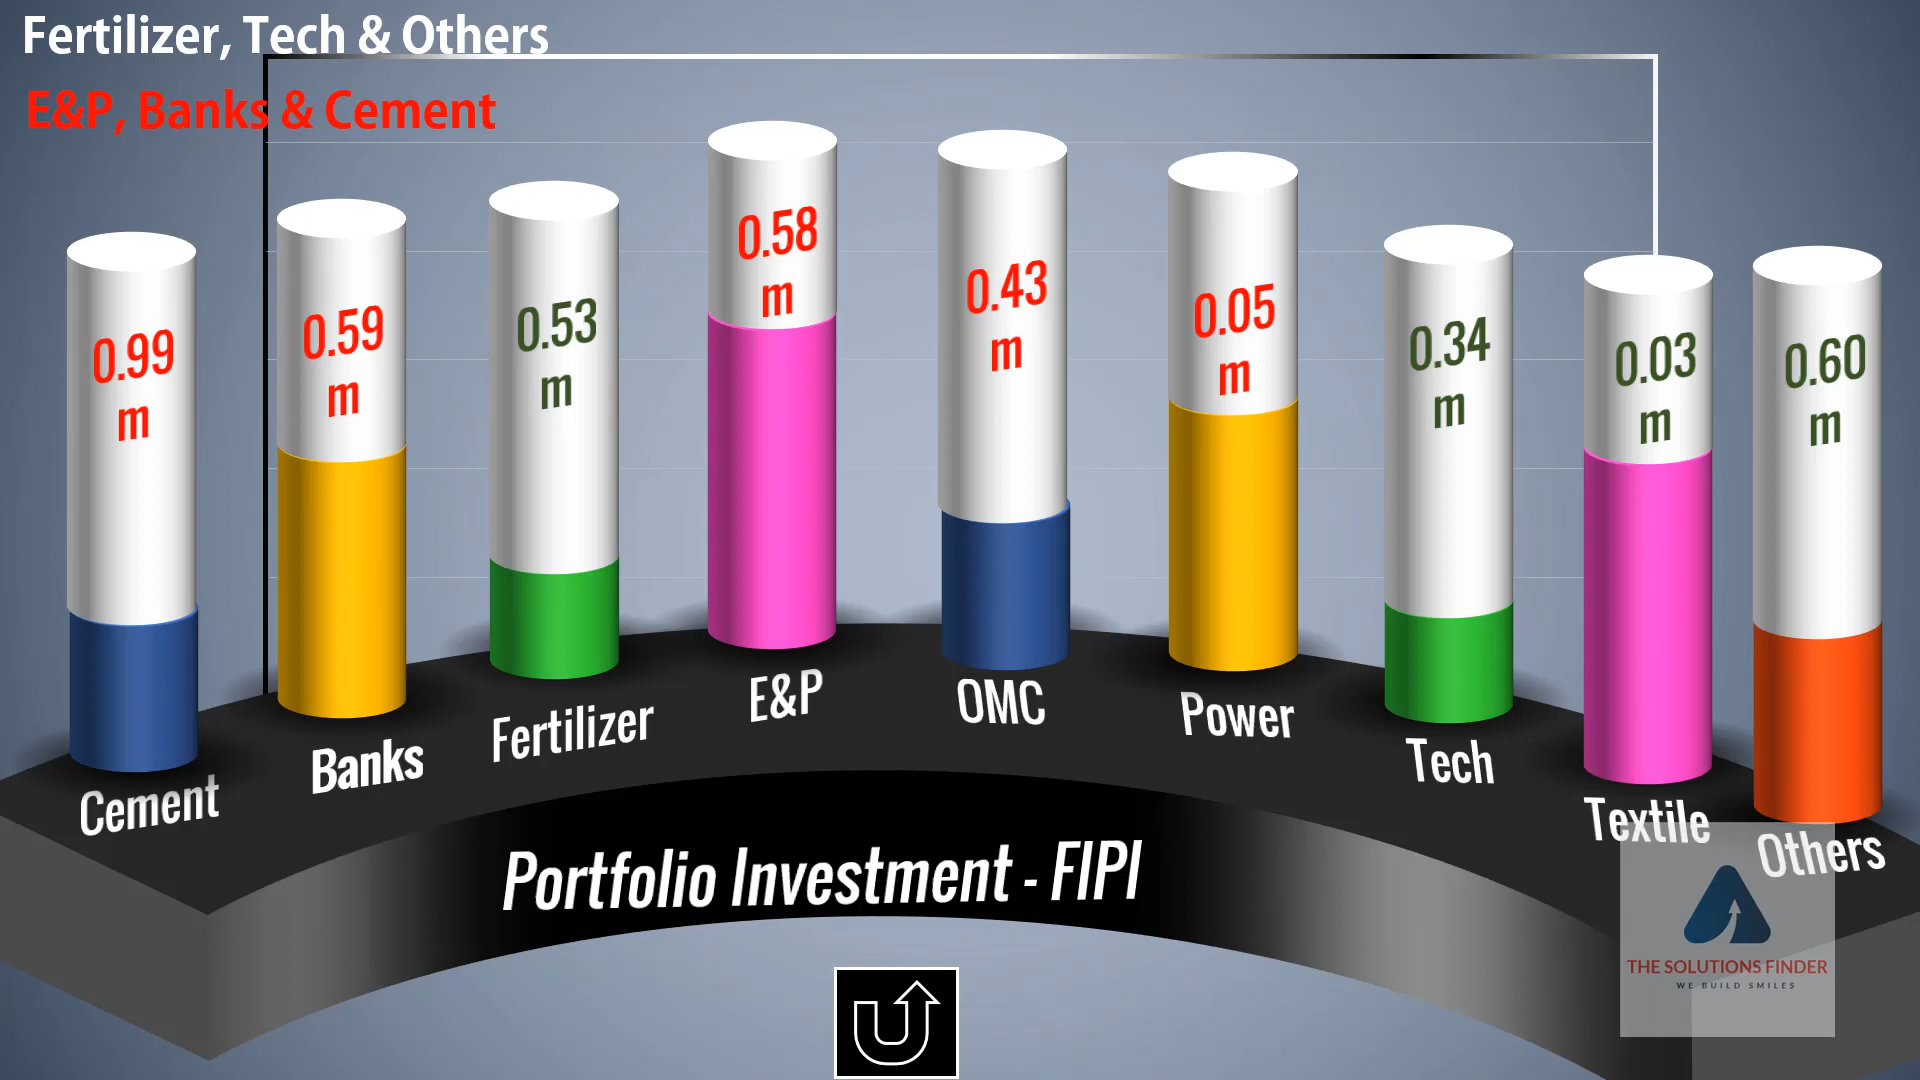 Fertilizer, Tech & Others
E&P, Banks & Cement
0.99
m
0.59
m
0.53
m
0.58
m
0.43
m
0.05
m
0.34
m
0.03
m
0.60
m
Cement
Banks
Fertilizer
E&P
OMC
Power
Tech
Textile
Others
Portfolio Investment - FIPI
THE SOLUTIONS FINDER
WE BUILD SMILES